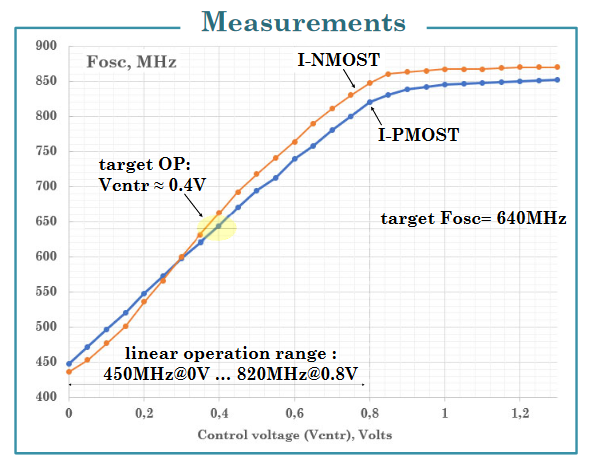 Measurements
900
850
800
750
700
650
600
550
500
450
400
Fosc, MHz
I-NMOST
I-PMOST
target OP:
Vcntr ≈ 0.4V
target Fosc= 640MHz
linear operation range :
450MHz@0V ... 820MHz@0.8V
0 0,2 0,4 0,6 0,8 1 1,2
Control voltage (Vcntr), Volts